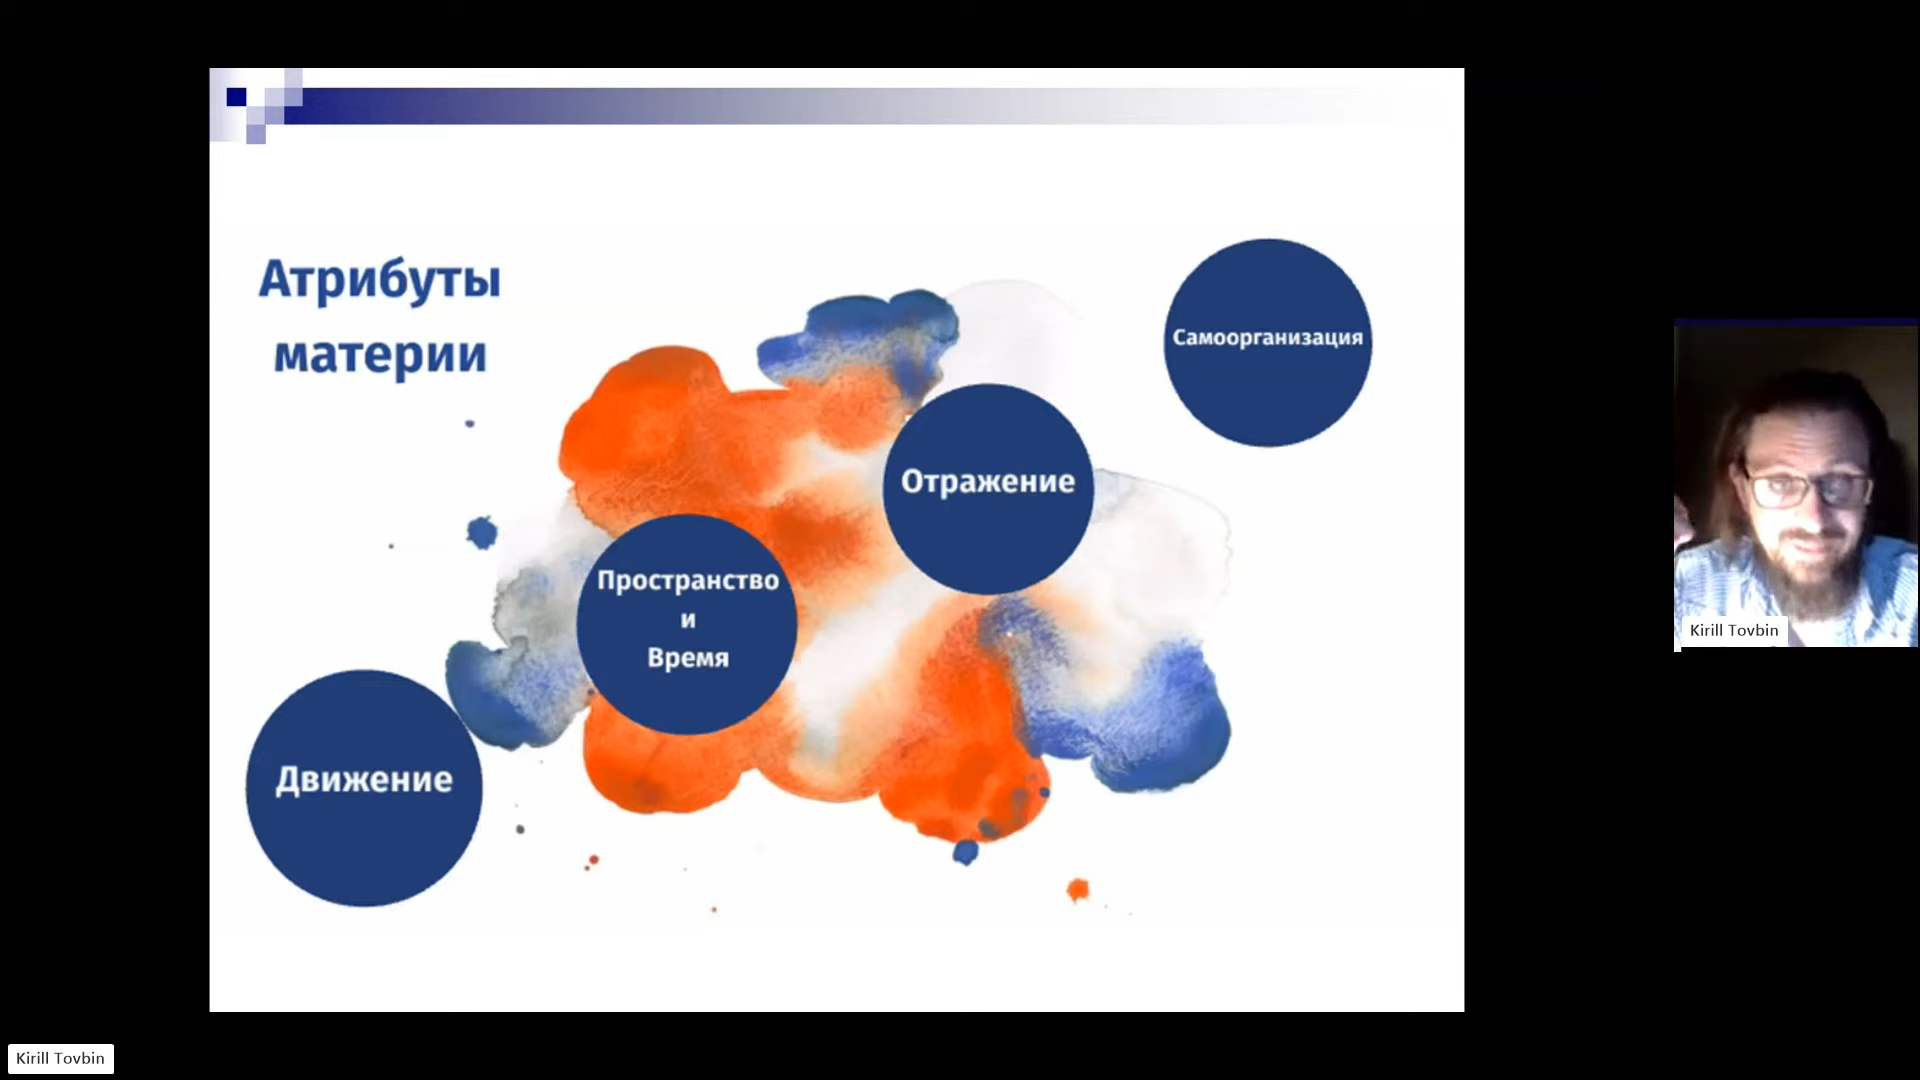 Атрибуты
материи
Самоорганизация
Отражение
Пространство
и
Время
Движение
Kirill Tovbin
Kirill Tovbin